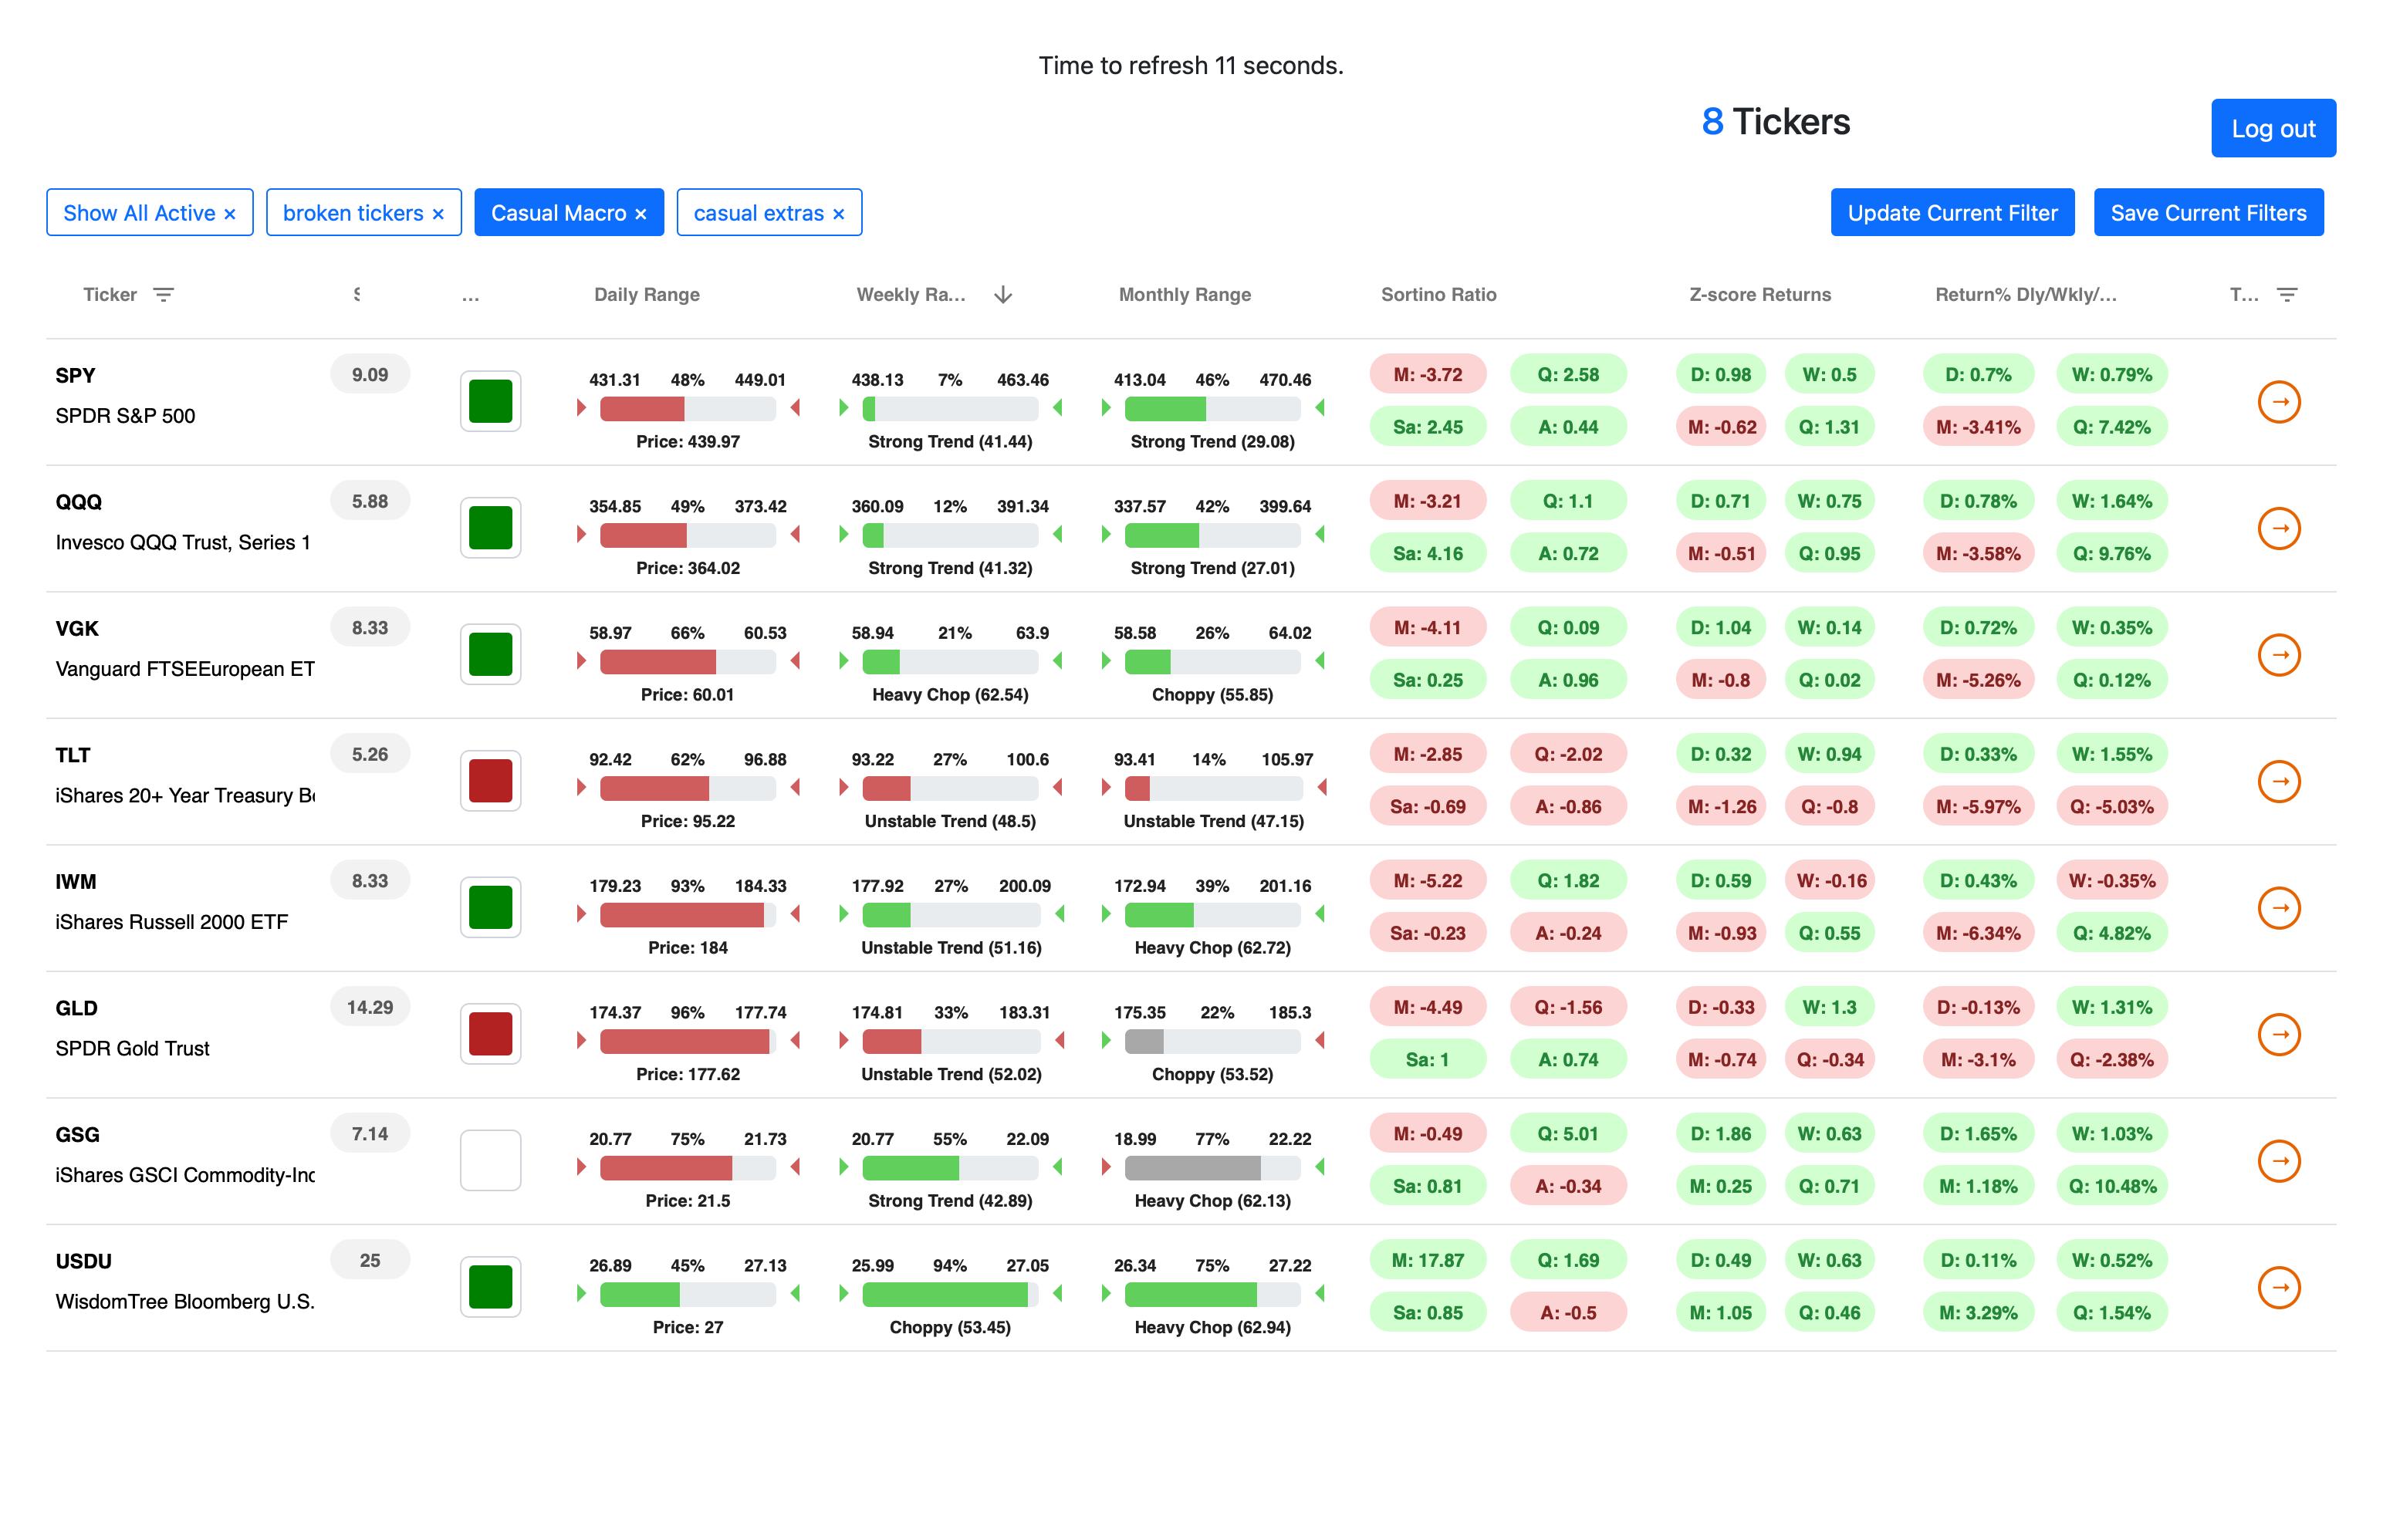 Time to refresh 11 seconds.
8 Tickers
Log out
Show All Active × broken tickers × Casual Macro × casual extras × Update Current Filter Save Current Filters
Ticker ... Daily Range Weekly Ra... Monthly Range Sortino Ratio Z-score Returns Return% Dly/Wkly/... T...
SPY 9.09 431.31 48% 449.01 438.13 7% 463.46 413.04 46% 470.46 M: -3.72 Q: 2.58 D: 0.98 W: 0.5 D: 0.7% W: 0.79%
SPDR S&P 500 Price: 439.97 Strong Trend (41.44) Strong Trend (29.08) Sa: 2.45 A: 0.44 M: -0.62 Q: 1.31 M: -3.41% Q: 7.42%
QQQ 5.88 354.85 49% 373.42 360.09 12% 391.34 337.57 42% 399.64 M: -3.21 Q: 1.1 D: 0.71 W: 0.75 D: 0.78% W: 1.64%
Invesco QQQ Trust, Series 1 Price: 364.02 Strong Trend (41.32) Strong Trend (27.01) Sa: 4.16 A: 0.72 M: -0.51 Q: 0.95 M: -3.58% Q: 9.76%
VGK 8.33 58.97 66% 60.53 58.94 21% 63.9 58.58 26% 64.02 M: -4.11 Q: 0.09 D: 1.04 W: 0.14 D: 0.72% W: 0.35%
Vanguard FTSEEuropean ET Price: 60.01 Heavy Chop (62.54) Choppy (55.85) Sa: 0.25 A: 0.96 M: -0.8 Q: 0.02 M: -5.26% Q: 0.12%
TLT 5.26 92.42 62% 96.88 93.22 27% 100.6 93.41 14% 105.97 M: -2.85 Q: -2.02 D: 0.32 W: 0.94 D: 0.33% W: 1.55%
iShares 20+ Year Treasury Price: 95.22 Unstable Trend (48.5) Unstable Trend (47.15) Sa: -0.69 A: -0.86 M: -1.26 Q: -0.8 M: -5.97% Q: -5.03%
IWM 8.33 179.23 93% 184.33 177.92 27% 200.09 172.94 39% 201.16 M: -5.22 Q: 1.82 D: 0.59 W: -0.16 D: 0.43% W: -0.35%
iShares Russell 2000 ETF Price: 184 Unstable Trend (51.16) Heavy Chop (62.72) Sa: -0.23 A: -0.24 M: -0.93 Q: 0.55 M: -6.34% Q: 4.82%
GLD 14.29 174.37 96% 177.74 174.81 33% 183.31 175.35 22% 185.3 M: -4.49 Q: -1.56 D: -0.33 W: 1.3 D: -0.13% W: 1.31%
SPDR Gold Trust Price: 177.62 Unstable Trend (52.02) Choppy (53.52) Sa: 1 A: 0.74 M: -0.74 Q: -0.34 M: -3.1% Q: -2.38%
GSG 7.14 20.77 75% 21.73 20.77 55% 22.09 18.99 77% 22.22 M: -0.49 Q: 5.01 D: 1.86 W: 0.63 D: 1.65% W: 1.03%
iShares GSCI Commodity-Inc Price: 21.5 Strong Trend (42.89) Heavy Chop (62.13) Sa: 0.81 A: -0.34 M: 0.25 Q: 0.71 M: 1.18% Q: 10.48%
USDU 25 26.89 45% 27.13 25.99 94% 27.05 26.34 75% 27.22 M: 17.87 Q: 1.69 D: 0.49 W: 0.63 D: 0.11% W: 0.52%
WisdomTree Bloomberg U.S. Price: 27 Choppy (53.45) Heavy Chop (62.94) Sa: 0.85 A: -0.5 M: 1.05 Q: 0.46 M: 3.29% Q: 1.54%